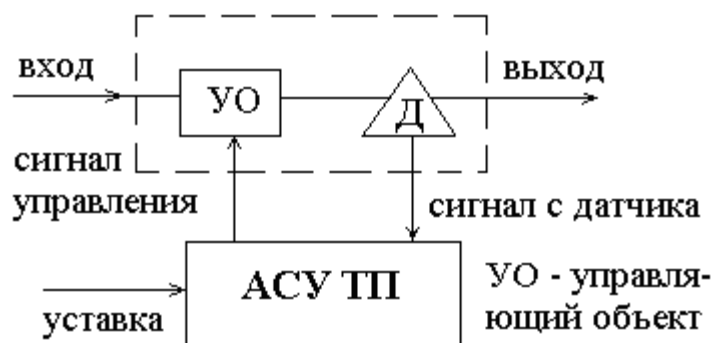 вход
УО
Д
выход
сигнал
управления
сигнал с датчика
АСУ ТП
уставка
УО - управля-
ющий объект